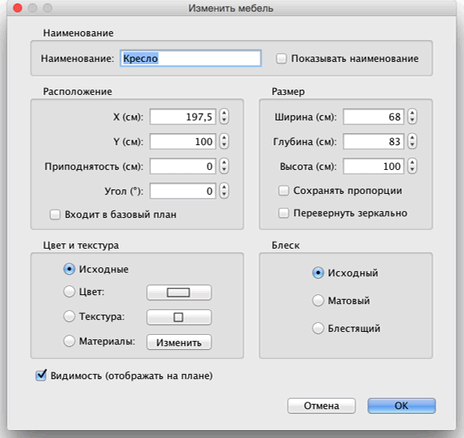 Изменить мебель
Наименование
Наименование: Кресло Показывать наименование
Расположение
X (см): 197,5
Y (см): 100
Приподнятость (см): 0
Угол (°): 0
Входит в базовый план
Размер
Ширина (см): 68
Глубина (см): 83
Высота (см): 100
Сохранять пропорции
Перевернуть зеркально
Цвет и текстура
Исходные
Цвет:
Текстура:
Материалы: Изменить
Блеск
Исходный
Матовый
Блестящий
Видимость (отображать на плане)
Отмена OK